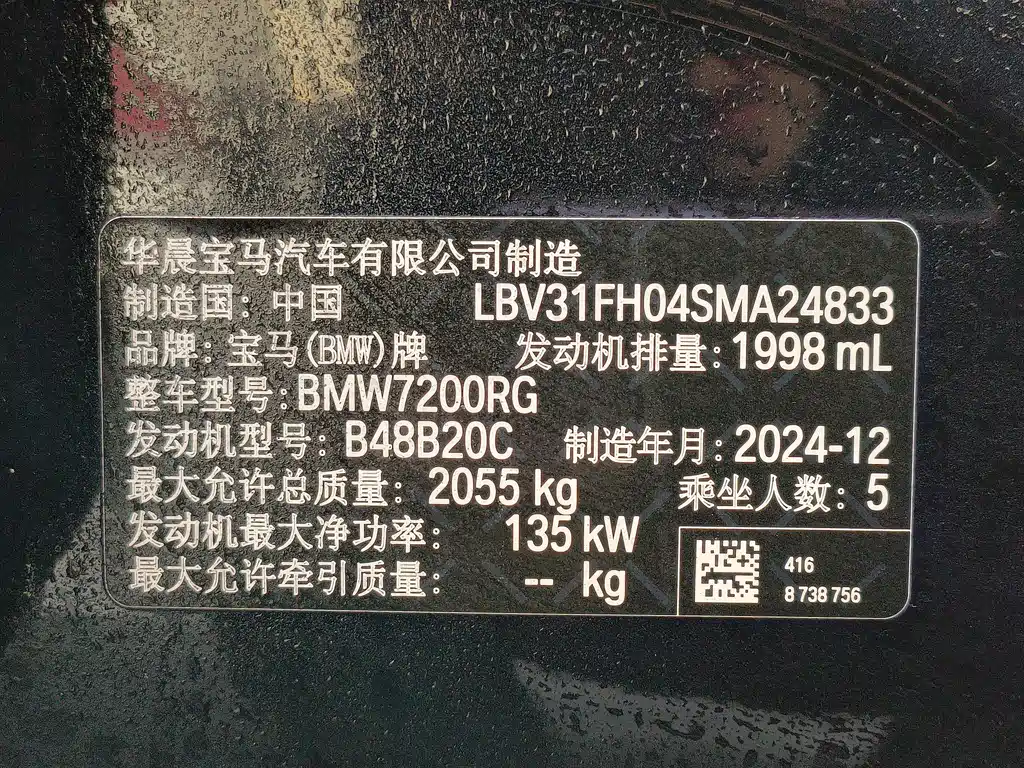 华晨宝马汽车有限公司制造
制造国：中国 LBV31FH04SMA24833
品牌：宝马(BMW)牌 发动机排量：1998 mL
整车型号：BMW7200RG
发动机型号：B48B20C 制造年月：2024-12
最大允许总质量：2055 kg 乘坐人数：5
发动机最大净功率：135 kW
最大允许牵引质量：-- kg
416
8 738 756